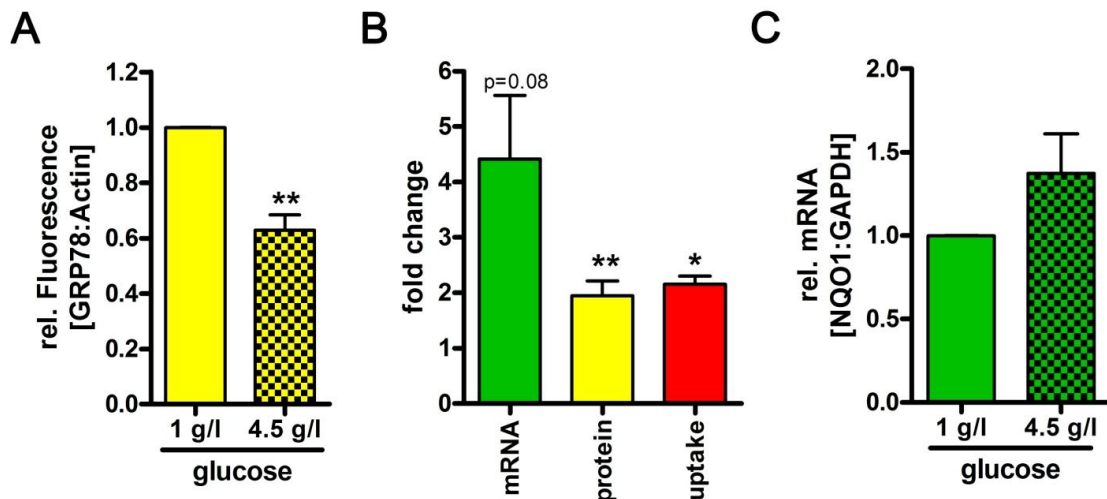 A
rel. Fluorescence
[GRP78:Actin]
1.2
1.0
0.8
0.6
0.4
0.2
0.0
**
1 g/l
4.5 g/l
glucose
B
fold change
6
5
4
3
2
1
0
p=0.08
**
*
mRNA
protein
uptake
C
rel. mRNA
[NQO1:GAPDH]
2.0
1.5
1.0
0.5
0.0
1 g/l
4.5 g/l
glucose